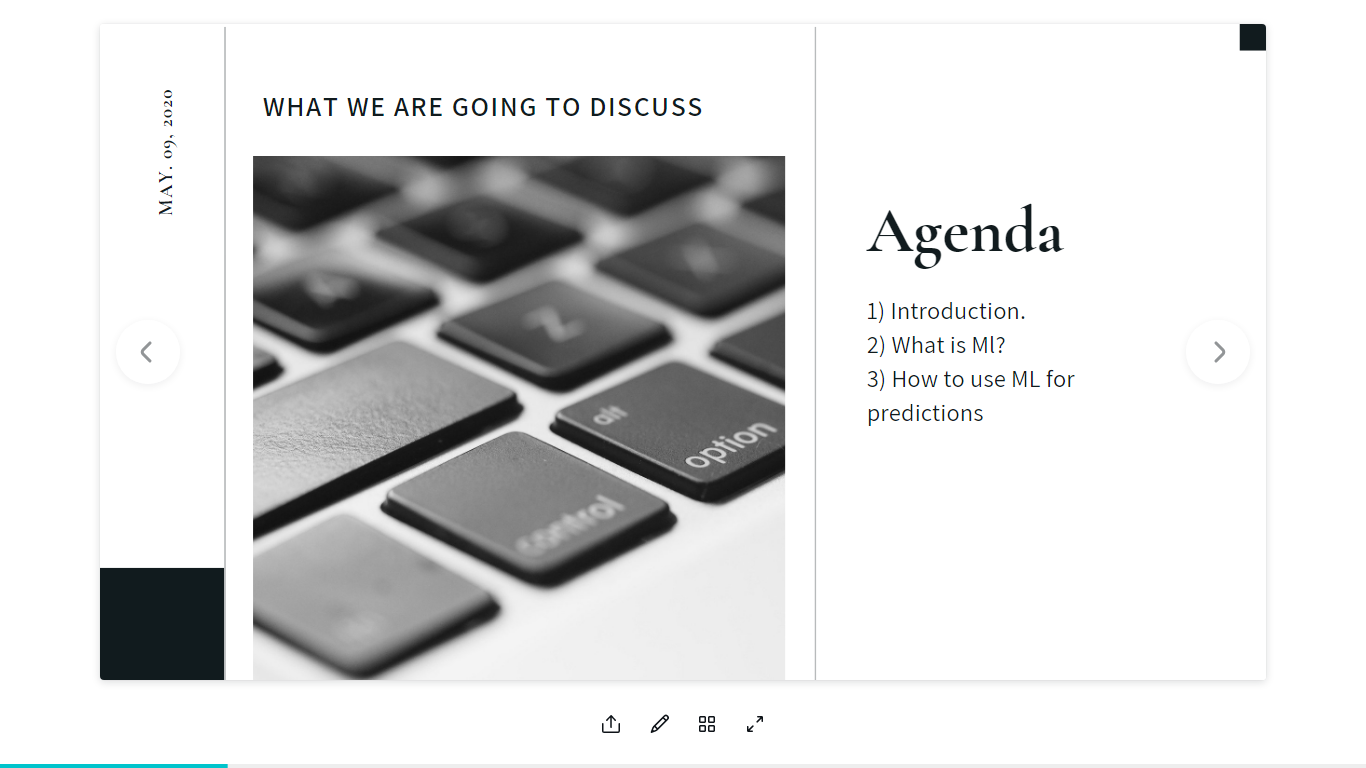 MAY. 09, 2020
WHAT WE ARE GOING TO DISCUSS
Z
alt
option
control
Agenda
1) Introduction.
2) What is Ml?
3) How to use ML for
predictions